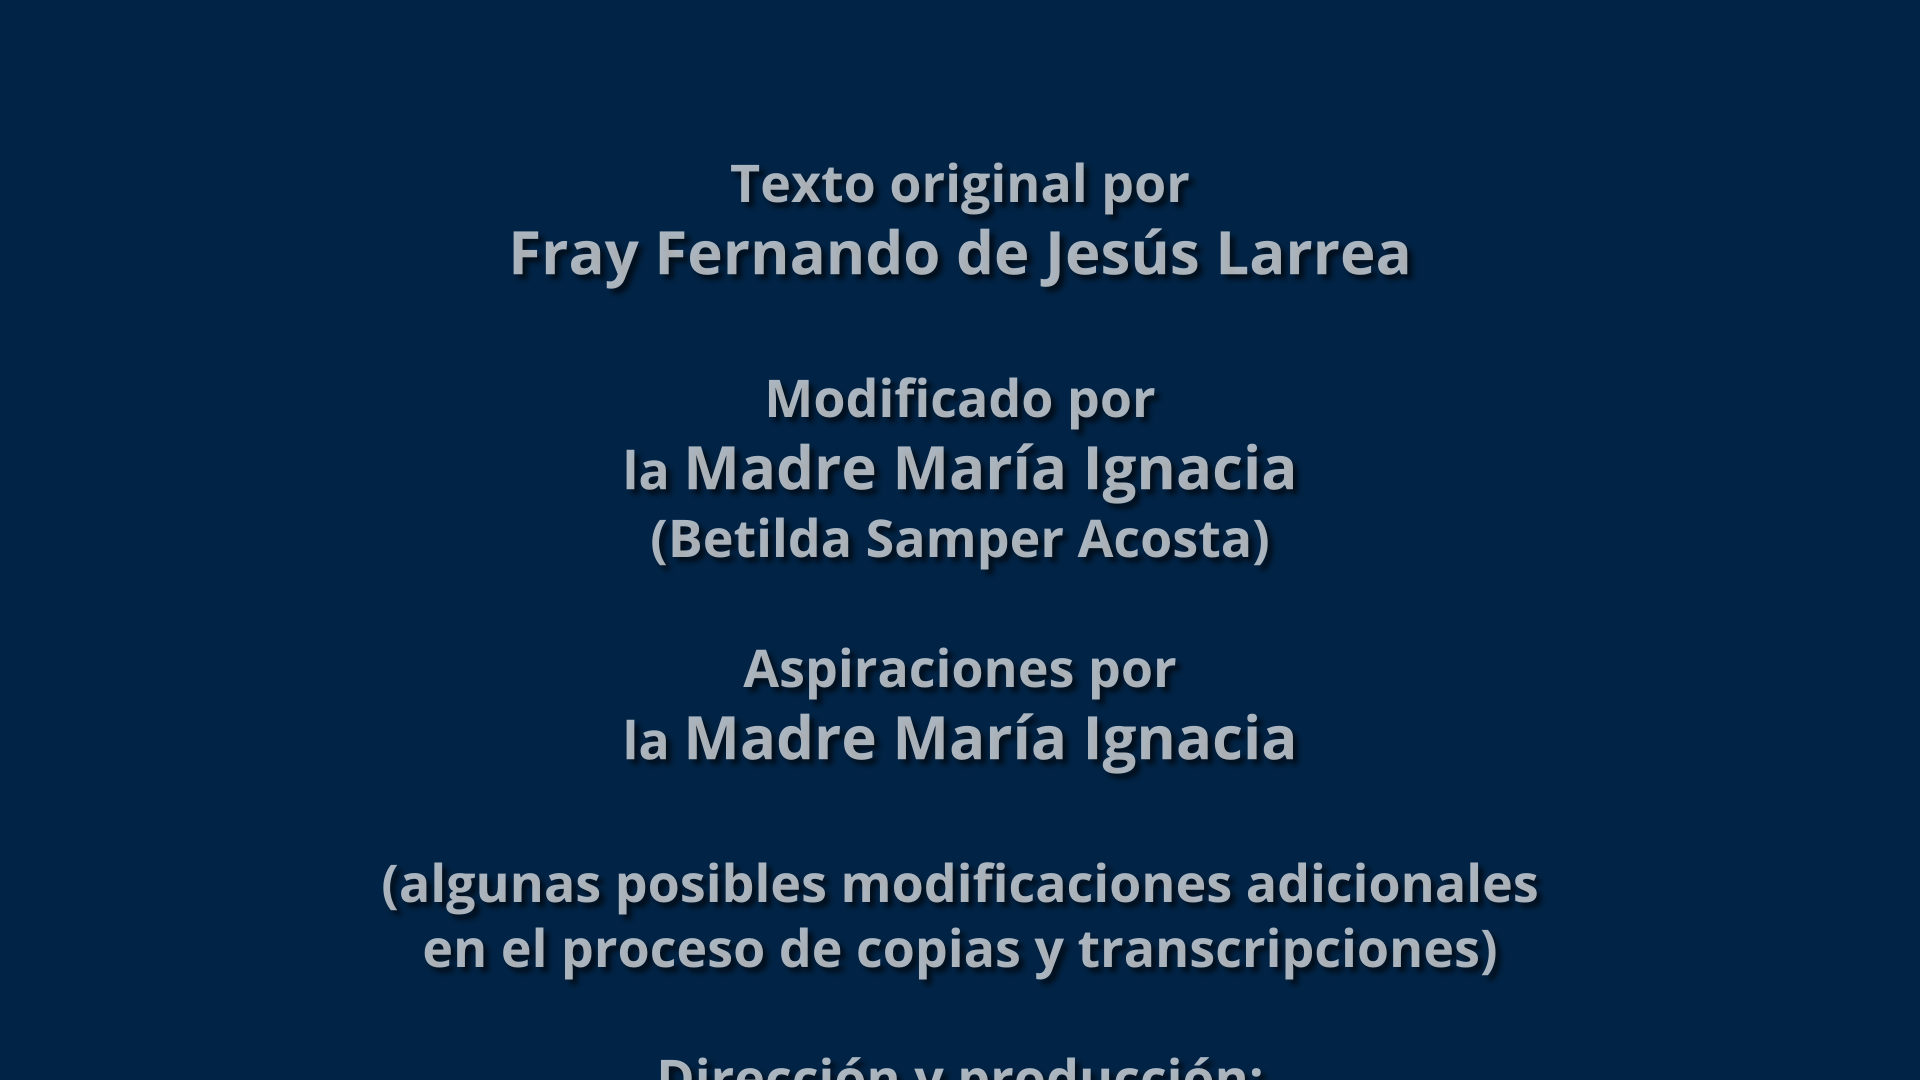 Texto original por
Fray Fernando de Jesús Larrea
Modificado por
la Madre María Ignacia
(Betilda Samper Acosta)
Aspiraciones por
la Madre María Ignacia
(algunas posibles modificaciones adicionales
en el proceso de copias y transcripciones)
Dirección y producción: